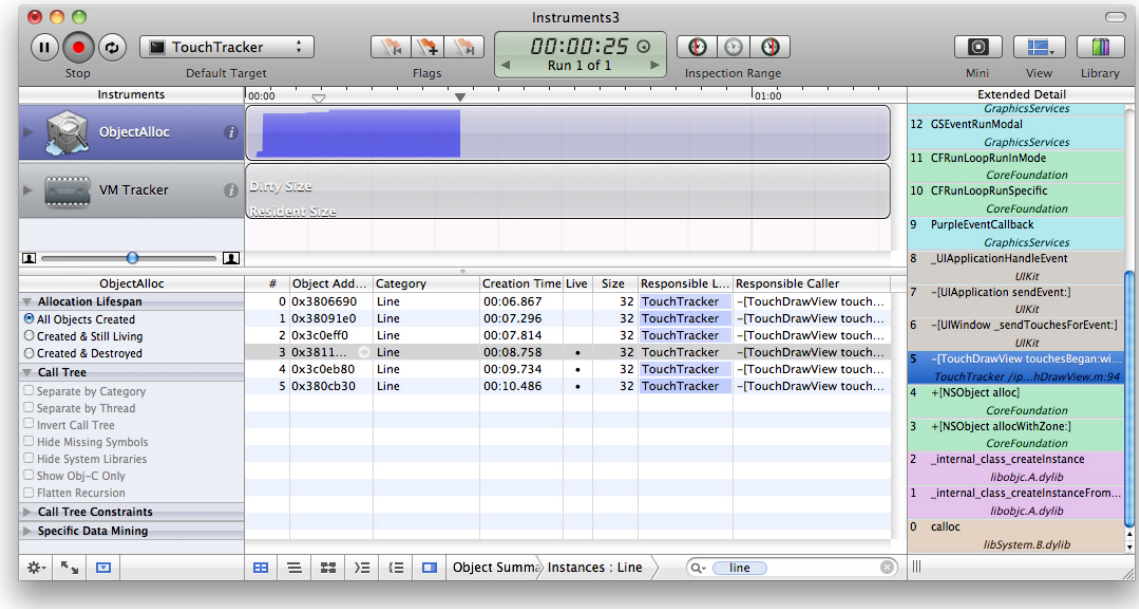 Instruments3
TouchTracker
00:00:25
Run 1 of 1
Stop
Default Target
Flags
Inspection Range
Mini
View
Library
Instruments
00:00
01:00
ObjectAlloc
VM Tracker
Dirty Size
Resident Size
ObjectAlloc
Allocation Lifespan
All Objects Created
Created & Still Living
Created & Destroyed
Call Tree
Separate by Category
Separate by Thread
Invert Call Tree
Hide Missing Symbols
Hide System Libraries
Show Obj-C Only
Flatten Recursion
Call Tree Constraints
Specific Data Mining
# Object Add... Category Creation Time Live Size Responsible L... Responsible Caller
0 0x3806690 Line 00:06.867 32 TouchTracker -[TouchDrawView touch...
1 0x38091e0 Line 00:07.296 32 TouchTracker -[TouchDrawView touch...
2 0x3c0eff0 Line 00:07.814 32 TouchTracker -[TouchDrawView touch...
3 0x3811... Line 00:08.758 • 32 TouchTracker -[TouchDrawView touch...
4 0x3c0eb80 Line 00:09.734 • 32 TouchTracker -[TouchDrawView touch...
5 0x380cb30 Line 00:10.486 • 32 TouchTracker -[TouchDrawView touch...
Object Summa
Instances : Line
line
Extended Detail
GraphicsServices
12 GSEventRunModal
GraphicsServices
11 CFRunLoopRunInMode
CoreFoundation
10 CFRunLoopRunSpecific
CoreFoundation
9 PurpleEventCallback
GraphicsServices
8 _UIApplicationHandleEvent
UIKit
7 -[UIApplication sendEvent:]
UIKit
6 -[UIWindow _sendTouchesForEvent:]
UIKit
5 -[TouchDrawView touchesBegan:wi...
TouchTracker /ip...hDrawView.m:94
4 +[NSObject alloc]
CoreFoundation
3 +[NSObject allocWithZone:]
CoreFoundation
2 _internal_class_createInstance
libobjc.A.dylib
1 _internal_class_createInstanceFrom...
libobjc.A.dylib
0 calloc
libSystem.B.dylib